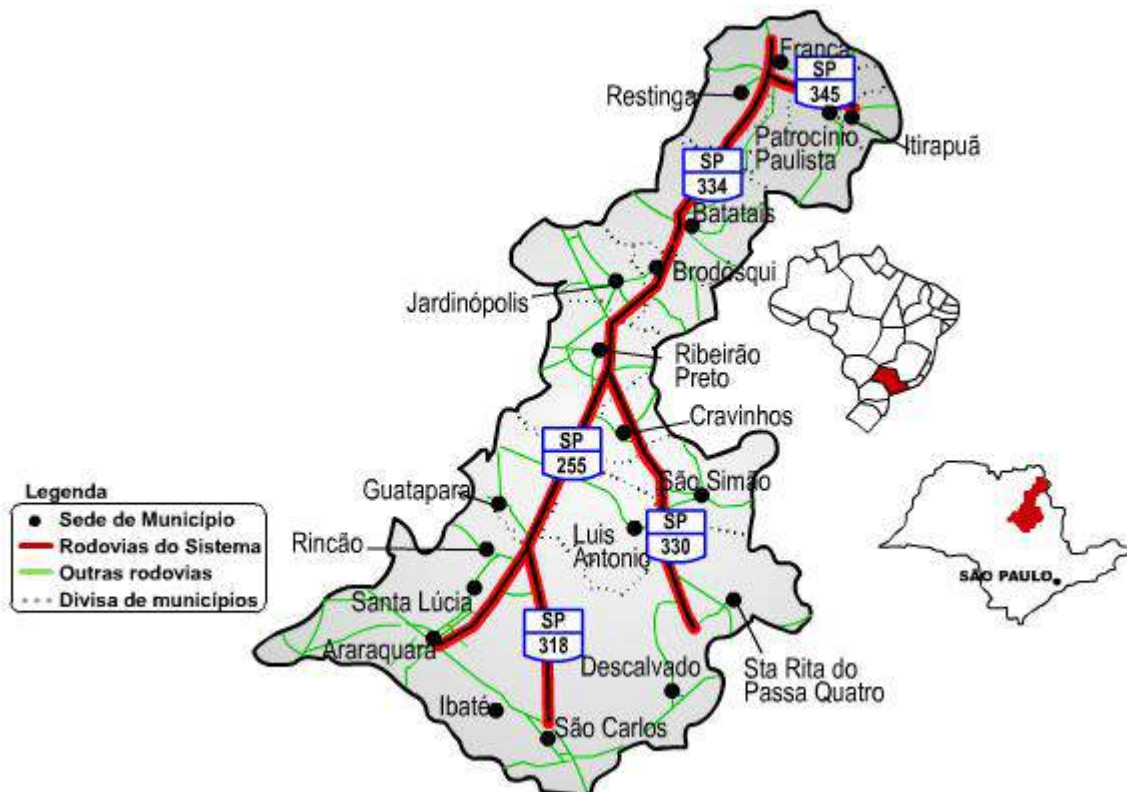 Franca
SP
345
Restinga
Patrocínio
Paulista
Itirapuã
SP
334
Batatais
Brodósqui
Jardinópolis
Ribeirão
Preto
Cravinhos
SP
255
São Simão
Guatapara
Luis
Antonio
SP
330
Rincão
Santa Lúcia
SP
318
Araraquara
Descalvado
Sta Rita do
Passa Quatro
Ibaté
São Carlos
SÃO PAULO
Legenda
Sede de Município
Rodovias do Sistema
Outras rodovias
Divisa de municípios